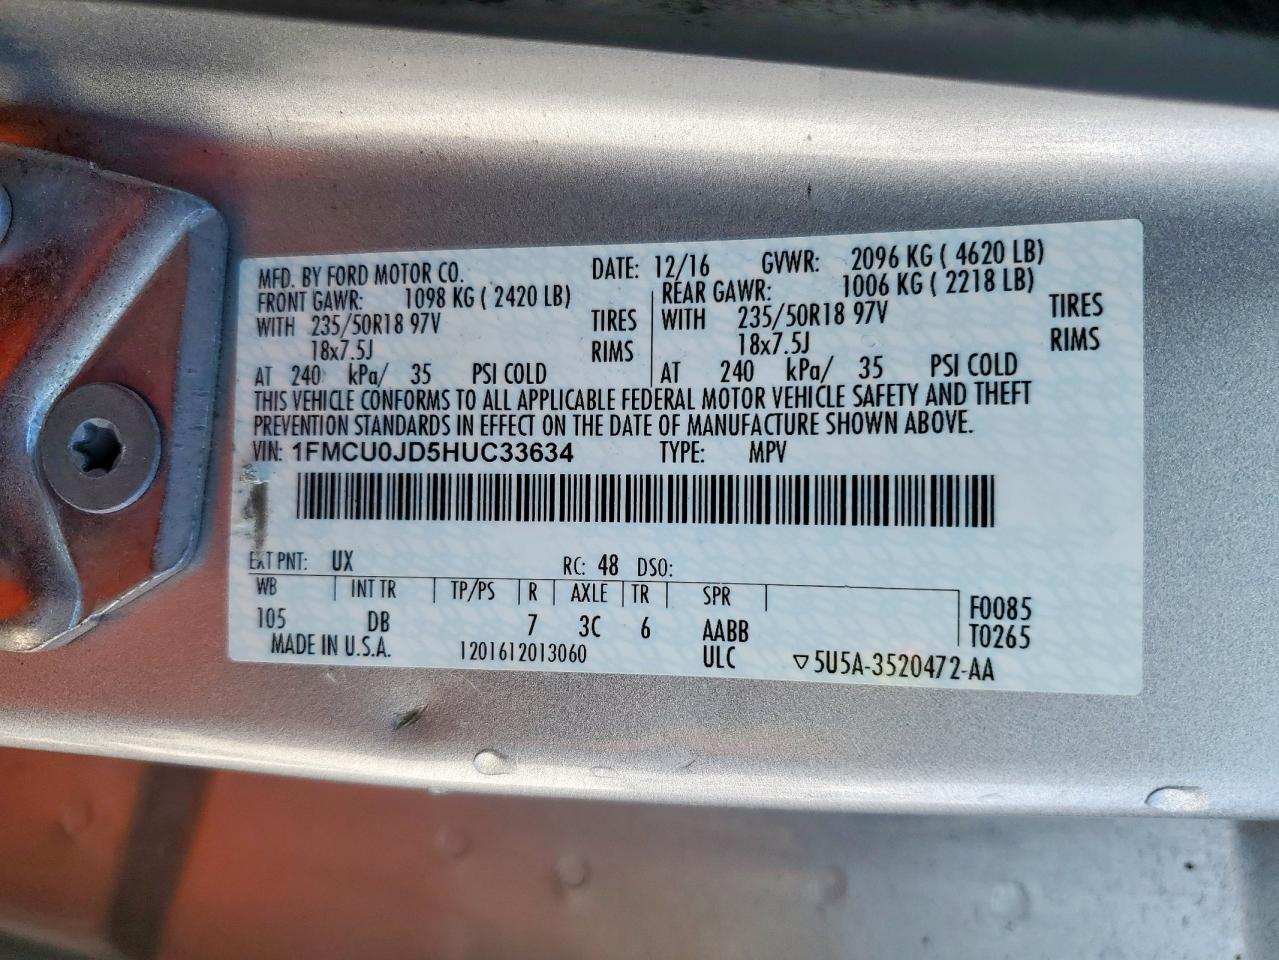 MFD. BY FORD MOTOR CO. DATE: 12/16 GVWR: 2096 KG ( 4620 LB)
FRONT GAWR: 1098 KG ( 2420 LB) REAR GAWR: 1006 KG ( 2218 LB)
WITH 235/50R18 97V TIRES WITH 235/50R18 97V TIRES
18x7.5J RIMS 18x7.5J RIMS
AT 240 kPa/ 35 PSI COLD AT 240 kPa/ 35 PSI COLD
THIS VEHICLE CONFORMS TO ALL APPLICABLE FEDERAL MOTOR VEHICLE SAFETY AND THEFT
PREVENTION STANDARDS IN EFFECT ON THE DATE OF MANUFACTURE SHOWN ABOVE.
VIN: 1FMCU0JD5HUC33634 TYPE: MPV
EXT PNT: UX RC: 48 DSO:
WB INT TR TP/PS R AXLE TR SPR F0085
105 DB 7 3C 6 AABB T0265
MADE IN U.S.A. 1201612013060 ULC ▽5U5A-3520472-AA